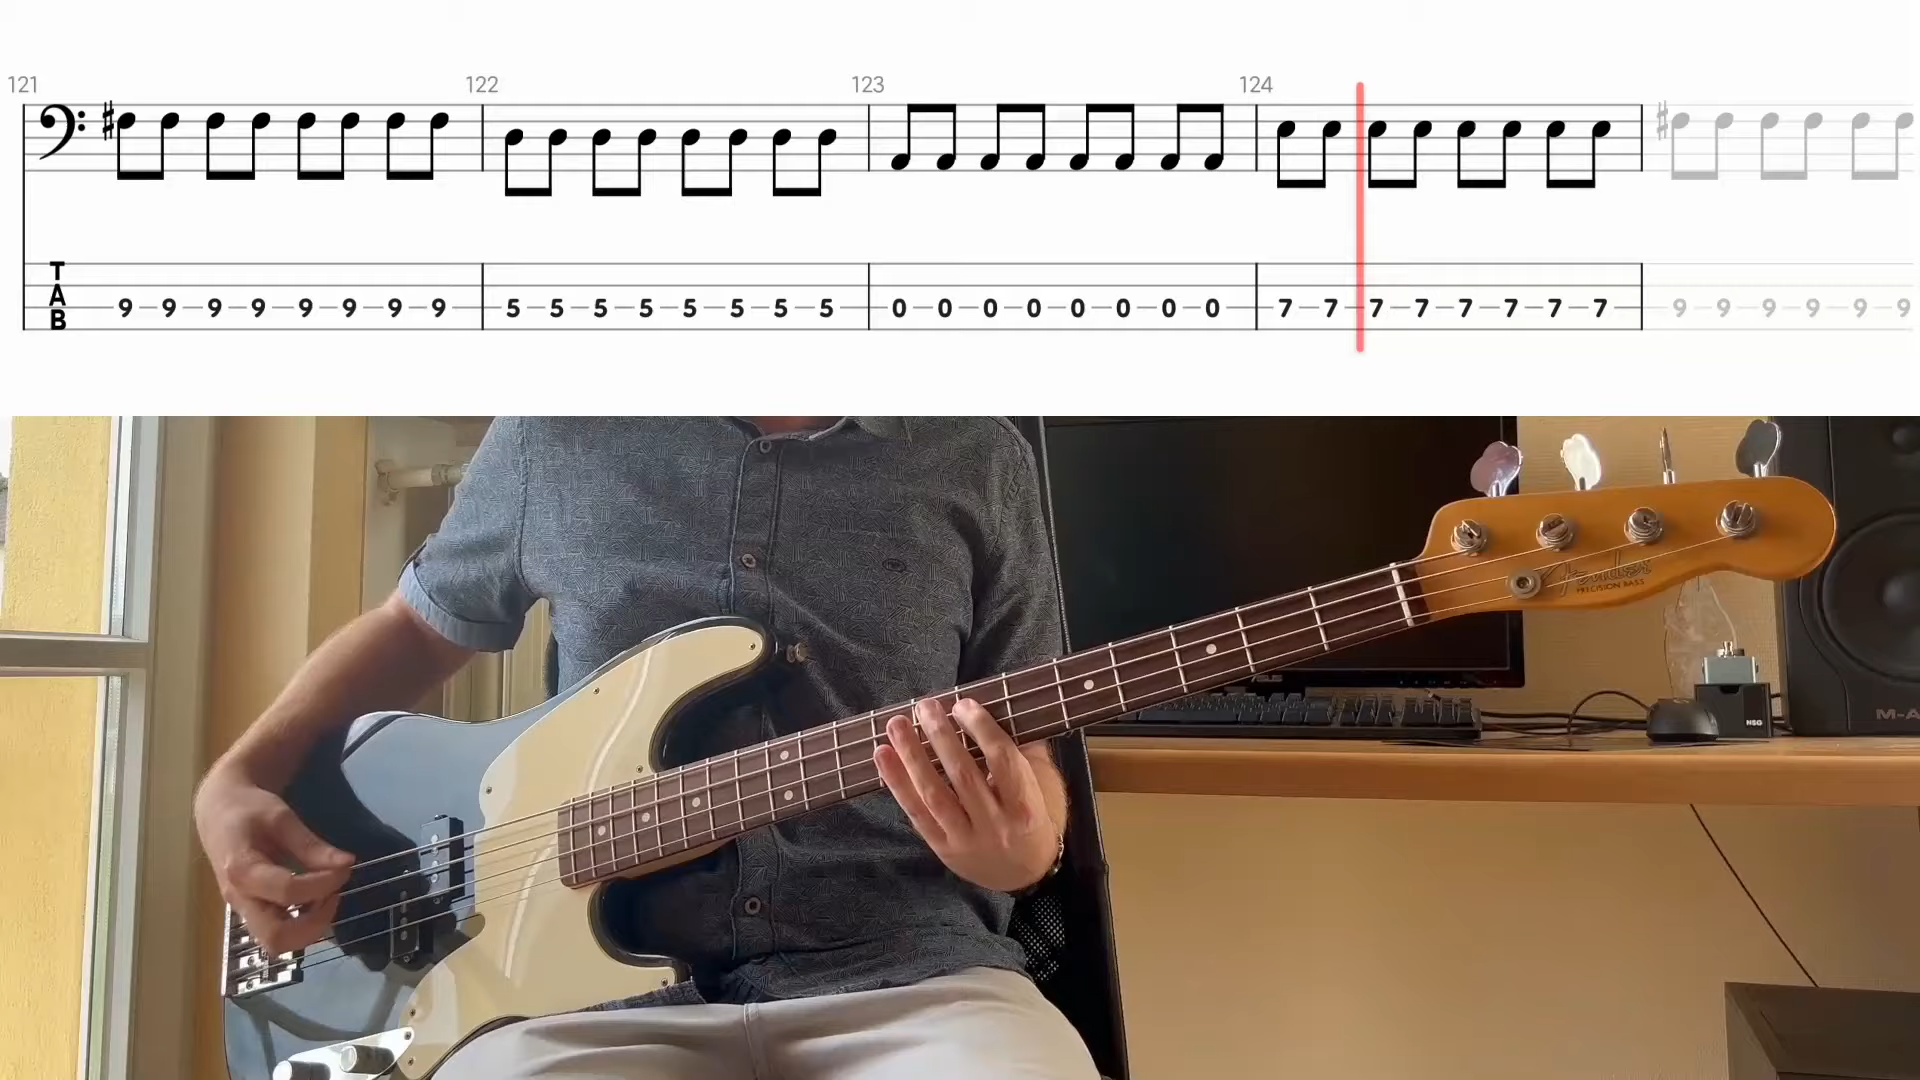 121 122 123 124
T
A
B
9 9 9 9 9 9 9 9 5 5 5 5 5 5 5 5 0 0 0 0 0 0 0 0 7 7 7 7 7 7 7 7 9 9 9 9 9 9
Fender
PRECISION BASS
NSG
M-A